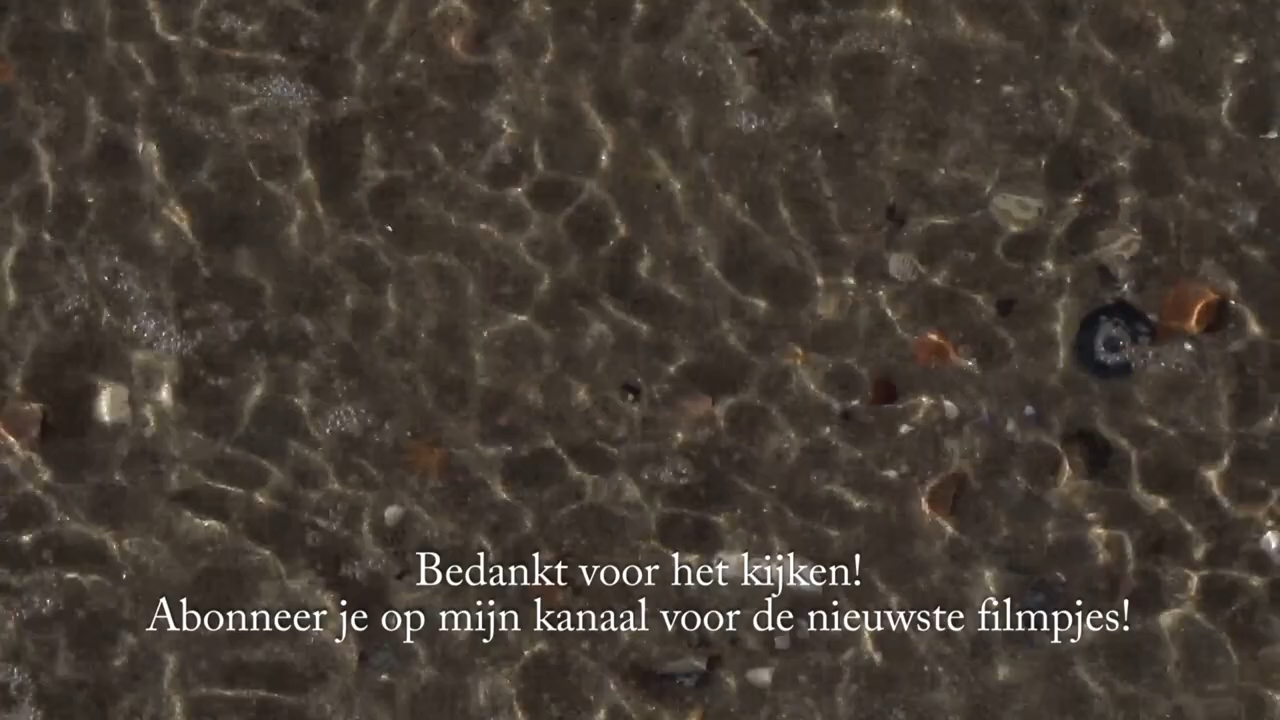 Bedankt voor het kijken!
Abonneer je op mijn kanaal voor de nieuwste filmpjes!